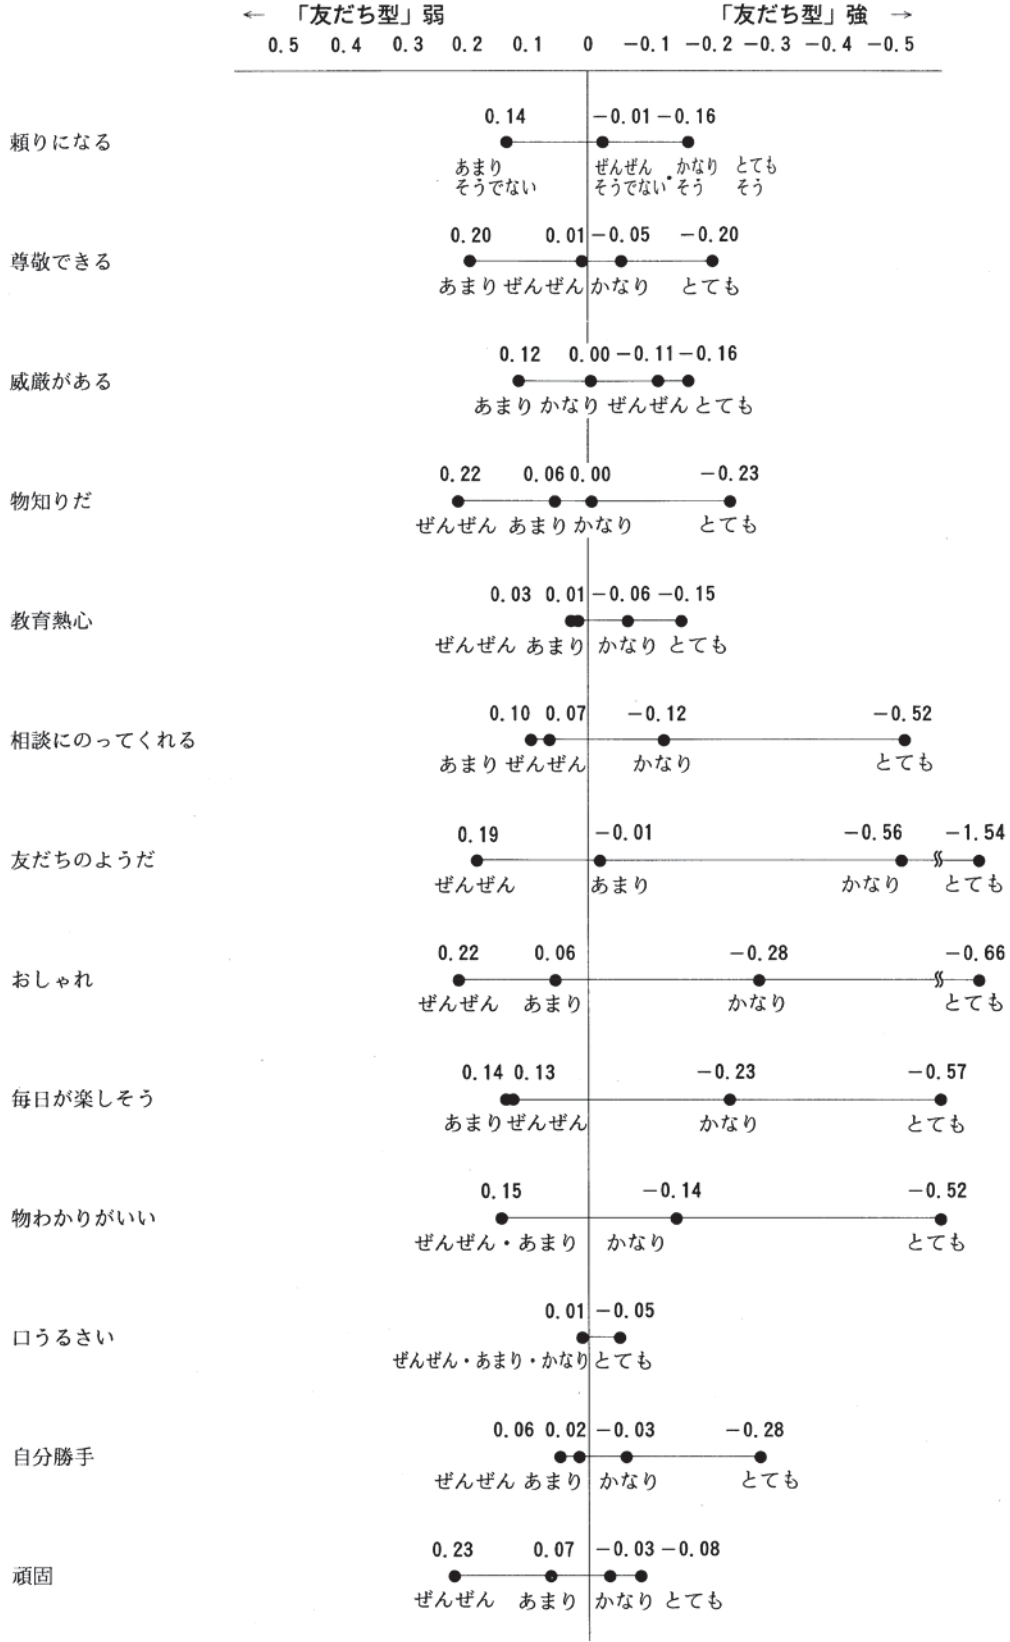 ← 「友だち型」弱 「友だち型」強 →
0.5 0.4 0.3 0.2 0.1 0 −0.1 −0.2 −0.3 −0.4 −0.5
0.14 −0.01 −0.16
頼りになる
あまり ぜんぜん かなり とても
そうでない そうでない・そう そう
0.20 0.01 −0.05 −0.20
尊敬できる
あまり ぜんぜん かなり とても
0.12 0.00 −0.11 −0.16
威厳がある
あまり かなり ぜんぜん とても
0.22 0.06 0.00 −0.23
物知りだ
ぜんぜん あまり かなり とても
0.03 0.01 −0.06 −0.15
教育熱心
ぜんぜん あまり かなり とても
0.10 0.07 −0.12 −0.52
相談にのってくれる
あまり ぜんぜん かなり とても
0.19 −0.01 −0.56 −1.54
友だちのようだ
ぜんぜん あまり かなり とても
0.22 0.06 −0.28 −0.66
おしゃれ
ぜんぜん あまり かなり とても
0.14 0.13 −0.23 −0.57
毎日が楽しそう
あまり ぜんぜん かなり とても
0.15 −0.14 −0.52
物わかりがいい
ぜんぜん・あまり かなり とても
0.01 −0.05
口うるさい
ぜんぜん・あまり・かなり とても
0.06 0.02 −0.03 −0.28
自分勝手
ぜんぜん あまり かなり とても
0.23 0.07 −0.03 −0.08
頑固
ぜんぜん あまり かなり とても